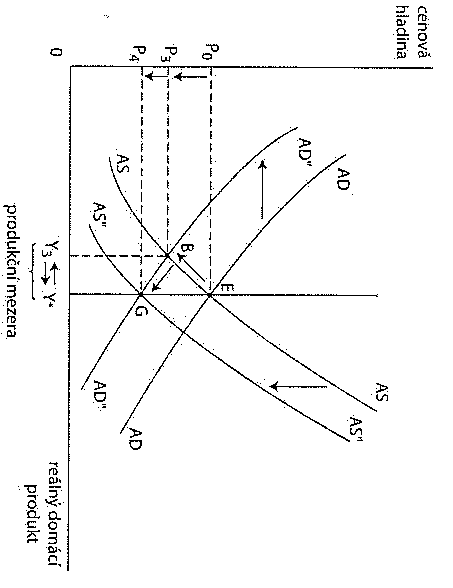 cenová
hladina
AD
AD"
AS
AS"
P₀
E
P₃
B
P₄
G
AS
AS"
AD
AD"
0
Y₃
Y*
produkční mezera
reálný domácí
produkt